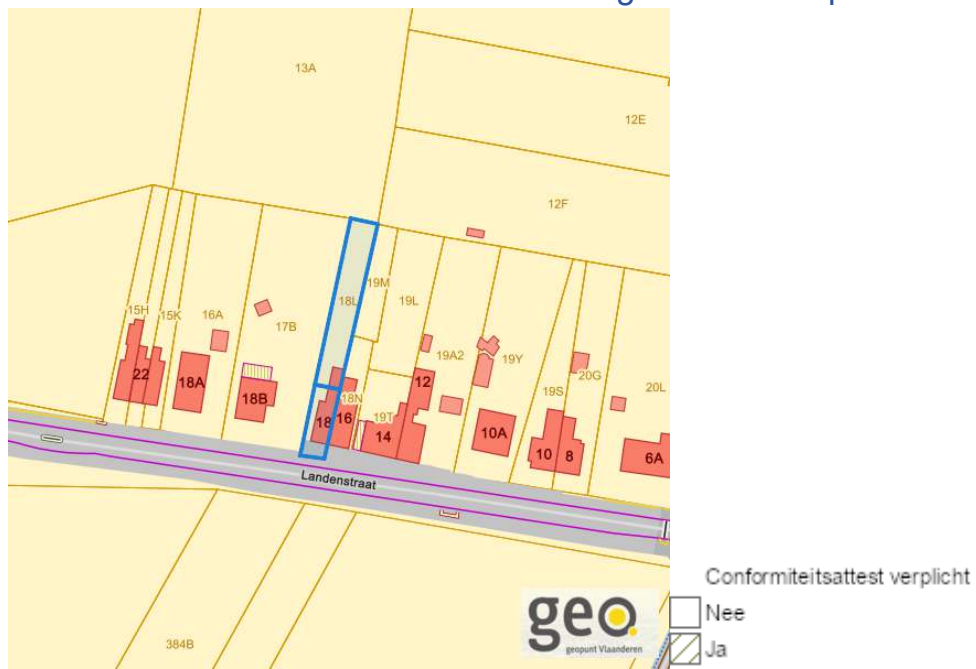 13A
12E
12F
19M
18L
19L
15H
15K
16A
17B
19A2
19Y
20G
19S
20L
22
18A
18B
18N
12
18
16
19T
14
10A
10
8
6A
Landenstraat
384B
geo
geopunt Vlaanderen
Conformiteitsattest verplicht
Nee
Ja